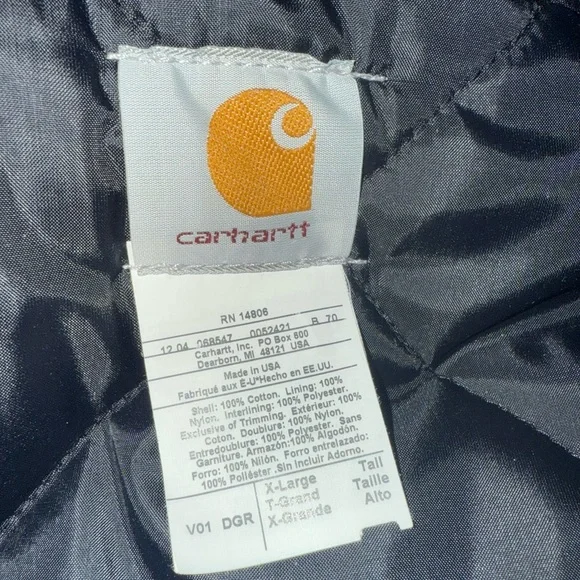 carhartt
RN 14806
12 04 068547 0052421 B 70
Carhartt, Inc. PO Box 600
Dearborn, MI 48121 USA
Made in USA
Fabriqué aux E-U*Hecho en EE.UU.
Shell: 100% Cotton. Lining: 100%
Nylon. Interlining: 100% Polyester.
Exclusive of Trimming. Extérieur: 100%
Coton. Doublure: 100% Nylon.
Entredoublure: 100% Polyester. Sans
Garniture. Armazón:100% Algodón.
Forro: 100% Nilón. Forro entrelazado:
100% Poliéster .Sin Incluir Adorno.
V01 DGR
X-Large Tall
T-Grand Taille
X-Grande Alto